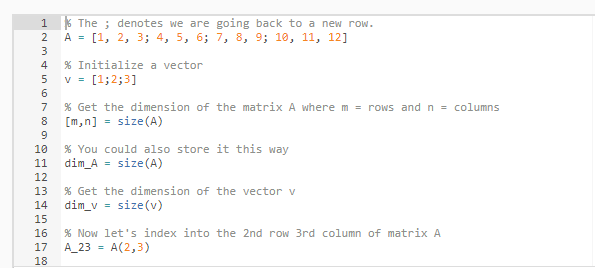 1 % The ; denotes we are going back to a new row.
2 A = [1, 2, 3; 4, 5, 6; 7, 8, 9; 10, 11, 12]
3
4 % Initialize a vector
5 v = [1;2;3]
6
7 % Get the dimension of the matrix A where m = rows and n = columns
8 [m,n] = size(A)
9
10 % You could also store it this way
11 dim_A = size(A)
12
13 % Get the dimension of the vector v
14 dim_v = size(v)
15
16 % Now let's index into the 2nd row 3rd column of matrix A
17 A_23 = A(2,3)
18